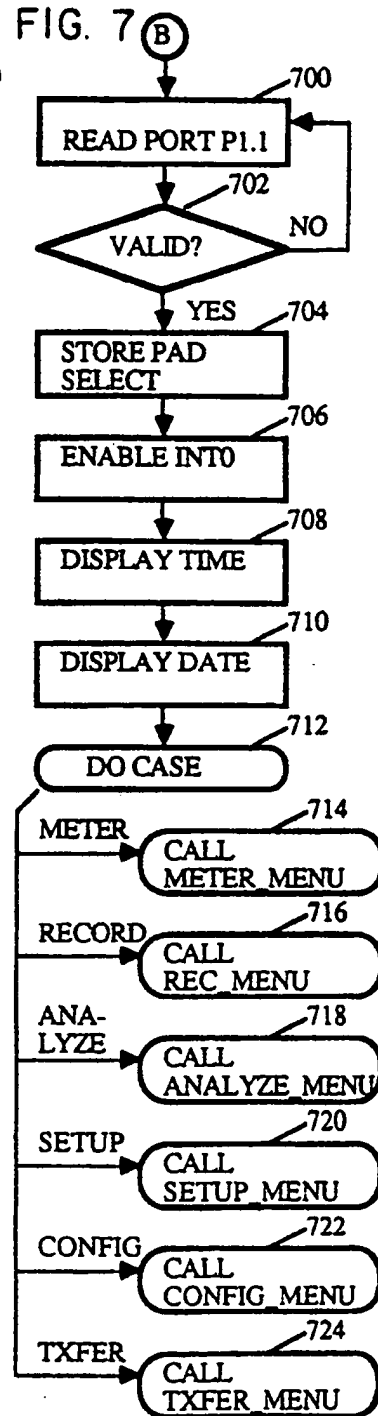 FIG. 7
B
700
READ PORT P1.1
702
VALID?
NO
YES
704
STORE PAD
SELECT
706
ENABLE INT0
708
DISPLAY TIME
710
DISPLAY DATE
712
DO CASE
METER
714
CALL
METER_MENU
RECORD
716
CALL
REC_MENU
ANA-
LYZE
718
CALL
ANALYZE_MENU
SETUP
720
CALL
SETUP_MENU
CONFIG
722
CALL
CONFIG_MENU
TXFER
724
CALL
TXFER_MENU